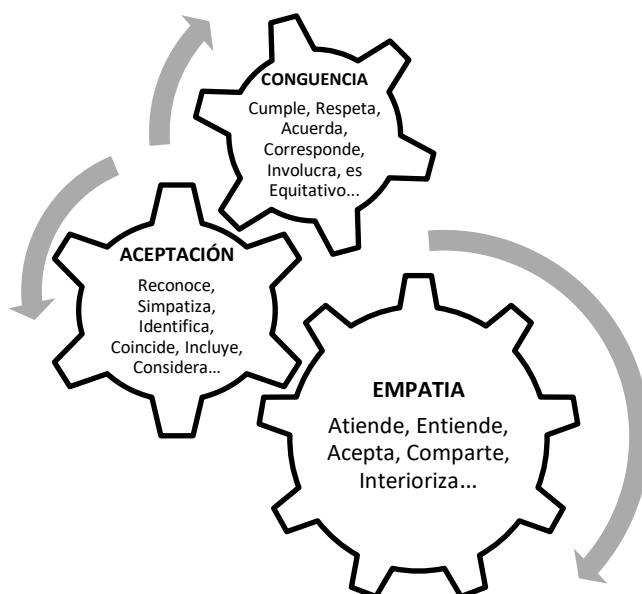 CONGUENCIA
Cumple, Respeta,
Acuerda,
Corresponde,
Involucra, es
Equitativo...
ACEPTACIÓN
Reconoce,
Simpatiza,
Identifica,
Coincide, Incluye,
Considera...
EMPATIA
Atiende, Entiende,
Acepta, Comparte,
Interioriza...